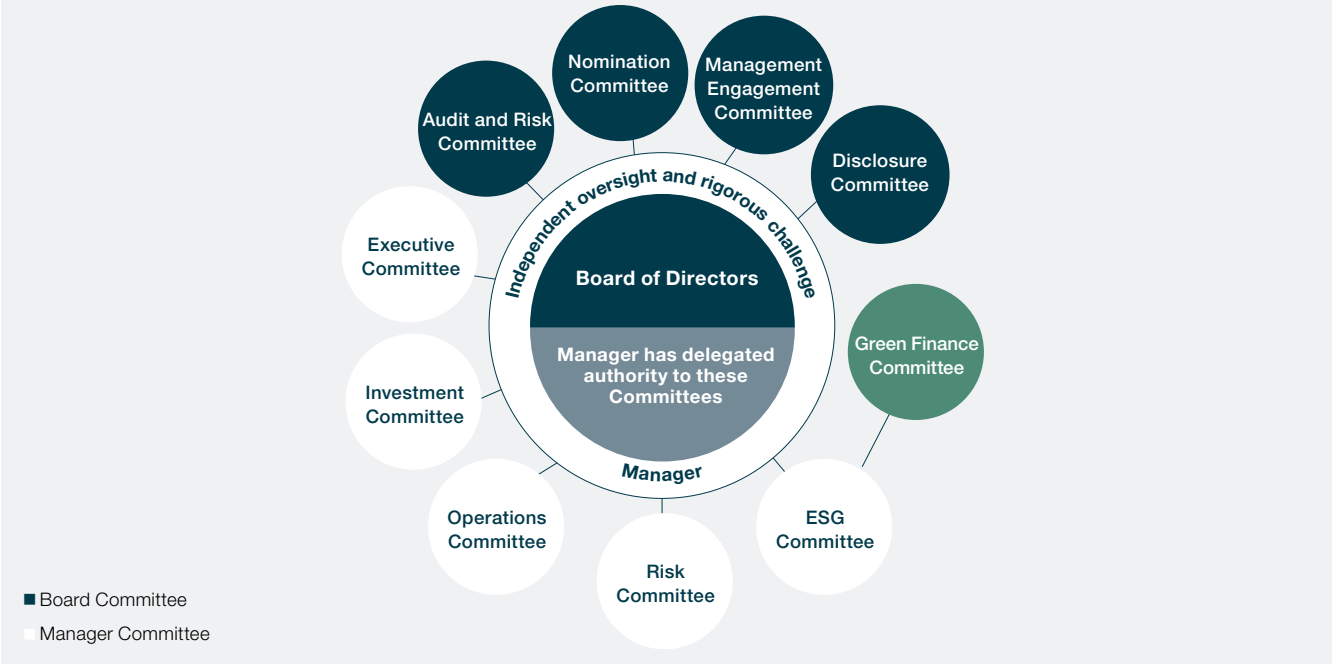 Nomination
Committee
Management
Engagement
Committee
Audit and Risk
Committee
Disclosure
Committee
Independent oversight and rigorous challenge
Executive
Committee
Board of Directors
Green Finance
Committee
Manager has delegated
authority to these
Committees
Investment
Committee
Manager
Operations
Committee
ESG
Committee
Risk
Committee
Board Committee
Manager Committee